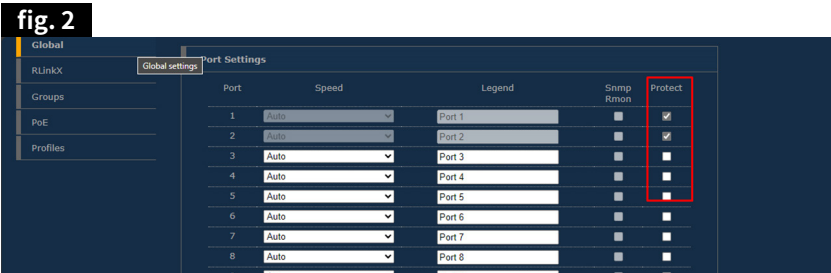 fig. 2
Global
RLinkX
Groups
PoE
Profiles
Global settings
Port Settings
Port Speed Legend Snmp Rmon Protect
1 Auto Port 1
2 Auto Port 2
3 Auto Port 3
4 Auto Port 4
5 Auto Port 5
6 Auto Port 6
7 Auto Port 7
8 Auto Port 8